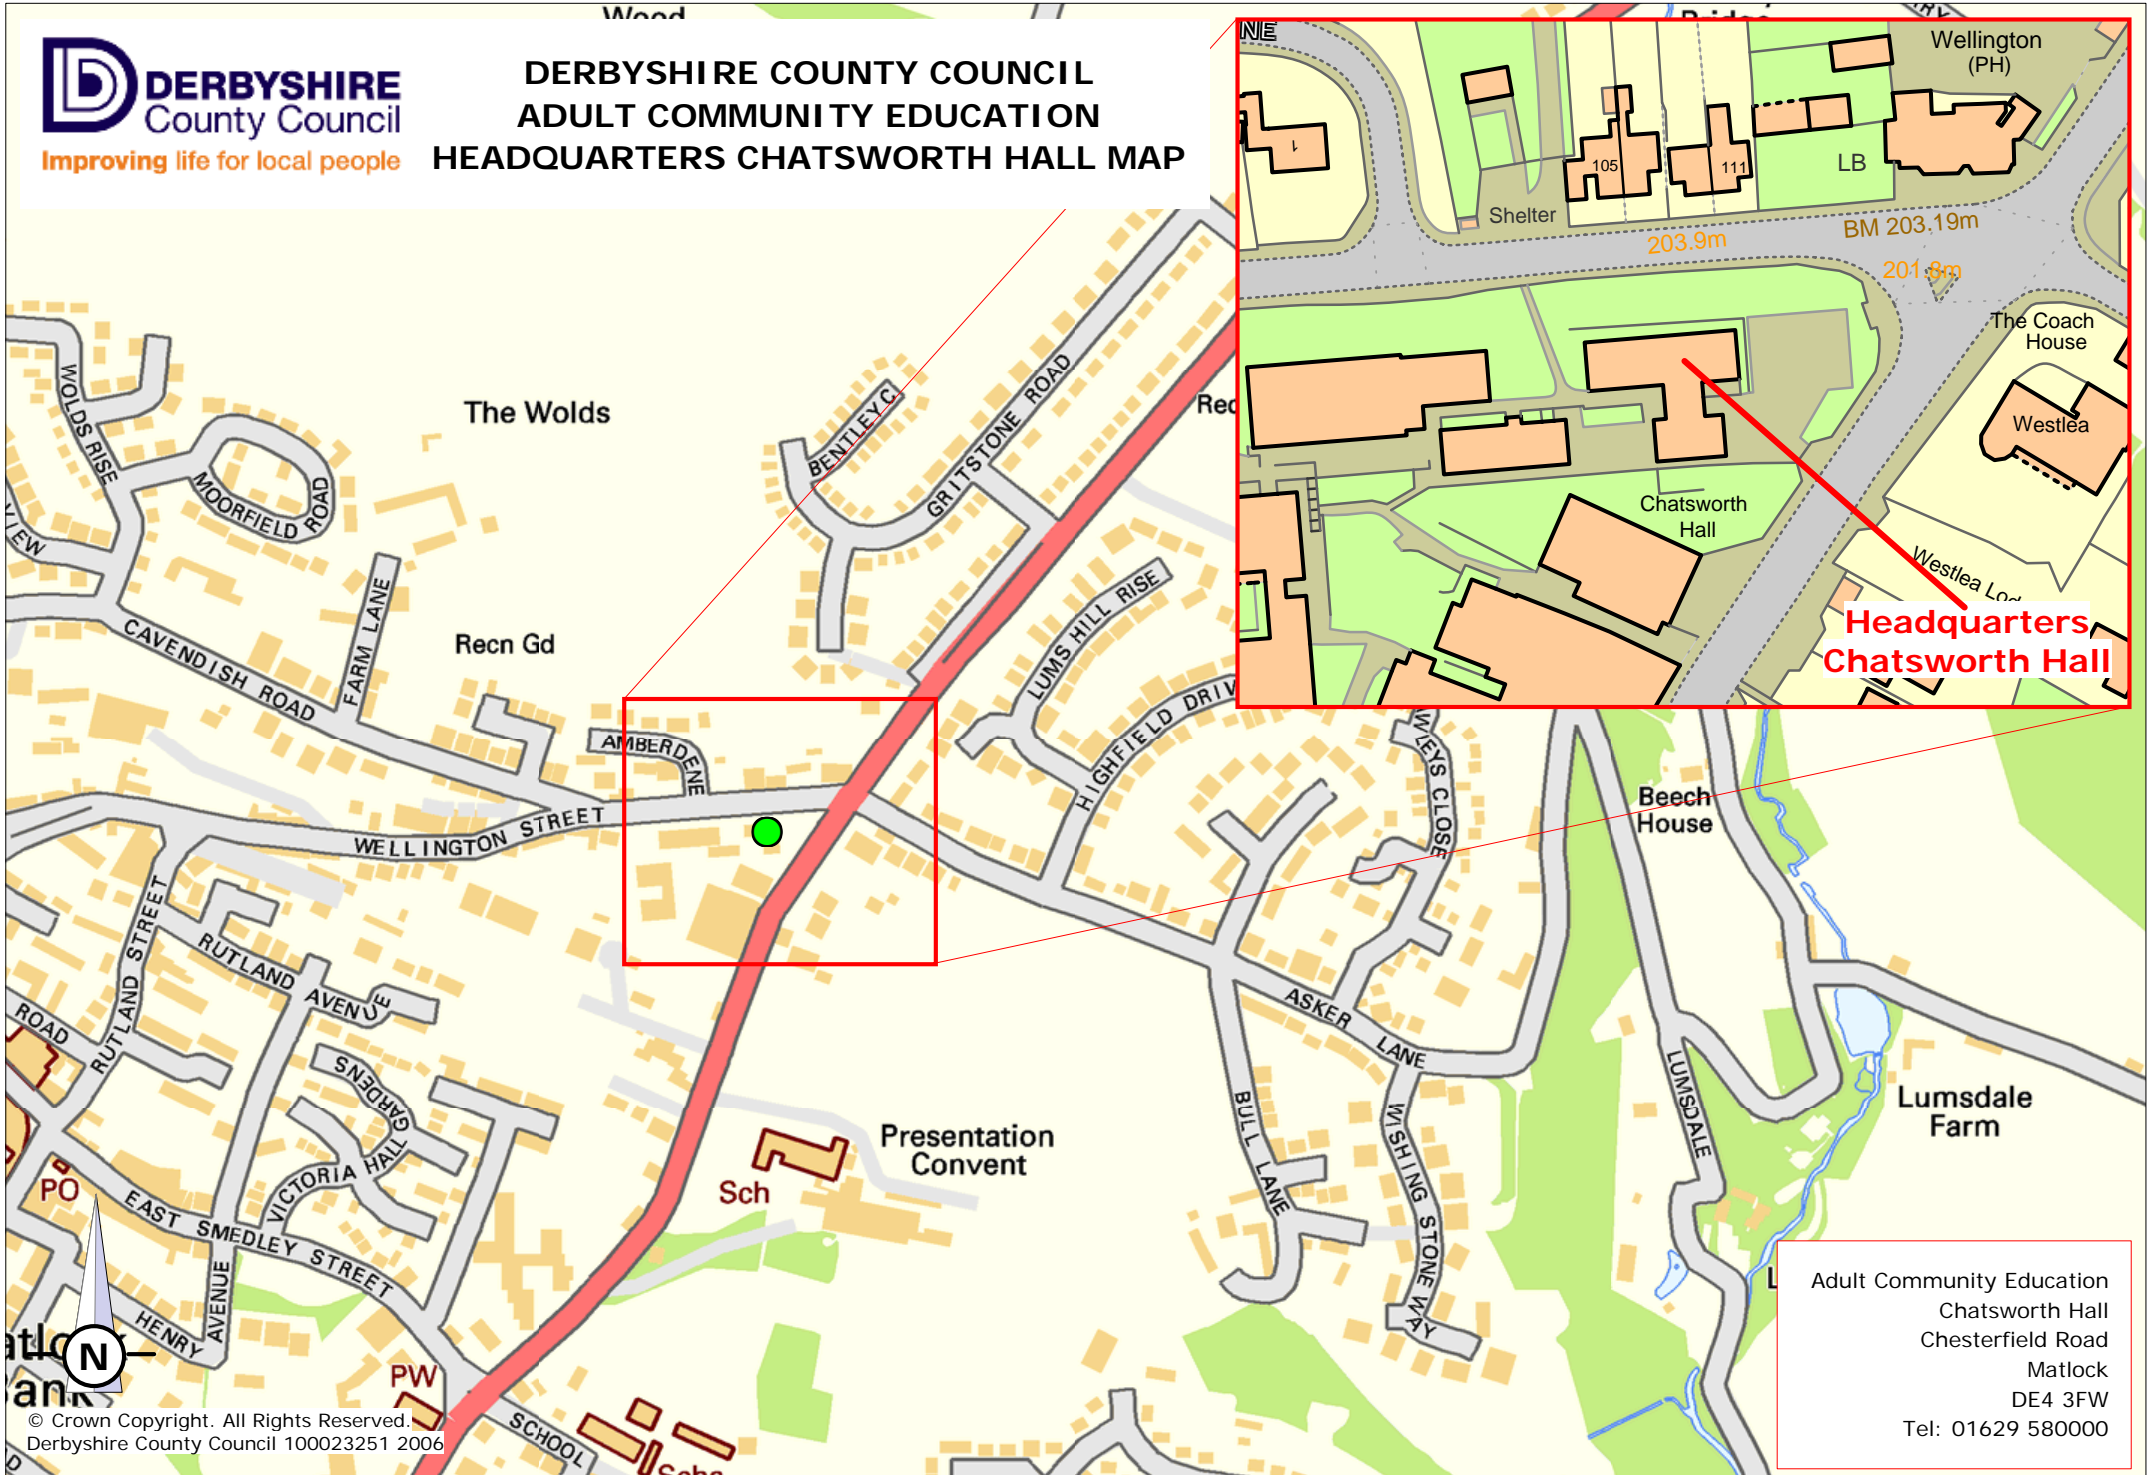 Wood
DERBYSHIRE
County Council
Improving life for local people
DERBYSHIRE COUNTY COUNCIL
ADULT COMMUNITY EDUCATION
HEADQUARTERS CHATSWORTH HALL MAP
NE
1
Shelter
105
111
LB
Wellington
(PH)
203.9m
BM 203.19m
201.8m
The Coach
House
Westlea
Chatsworth
Hall
Headquarters
Chatsworth Hall
WOLDS RISE
MOORFIELD ROAD
The Wolds
BENTLEY C
GRITSTONE ROAD
VIEW
CAVENDISH ROAD
FARM LANE
Recn Gd
LUMS HILL RISE
HIGHFIELD DRIV
AMBERDENE
WELLINGTON STREET
WLEYS CLOSE
Beech
House
RUTLAND STREET
RUTLAND AVENUE
ROAD
ASKER LANE
BULL LANE
WISHING STONE WAY
LUMSDALE
Lumsdale
Farm
VICTORIA HALL GARDENS
Presentation
Convent
Sch
PO
EAST SMEDLEY STREET
HENRY
AVENUE
N
PW
SCHOOL
© Crown Copyright. All Rights Reserved.
Derbyshire County Council 100023251 2006
Adult Community Education
Chatsworth Hall
Chesterfield Road
Matlock
DE4 3FW
Tel: 01629 580000